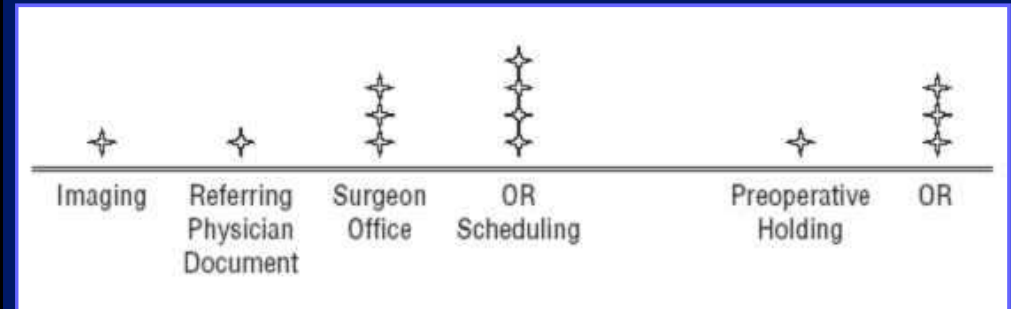 Imaging
Referring
Physician
Document
Surgeon
Office
OR
Scheduling
Preoperative
Holding
OR